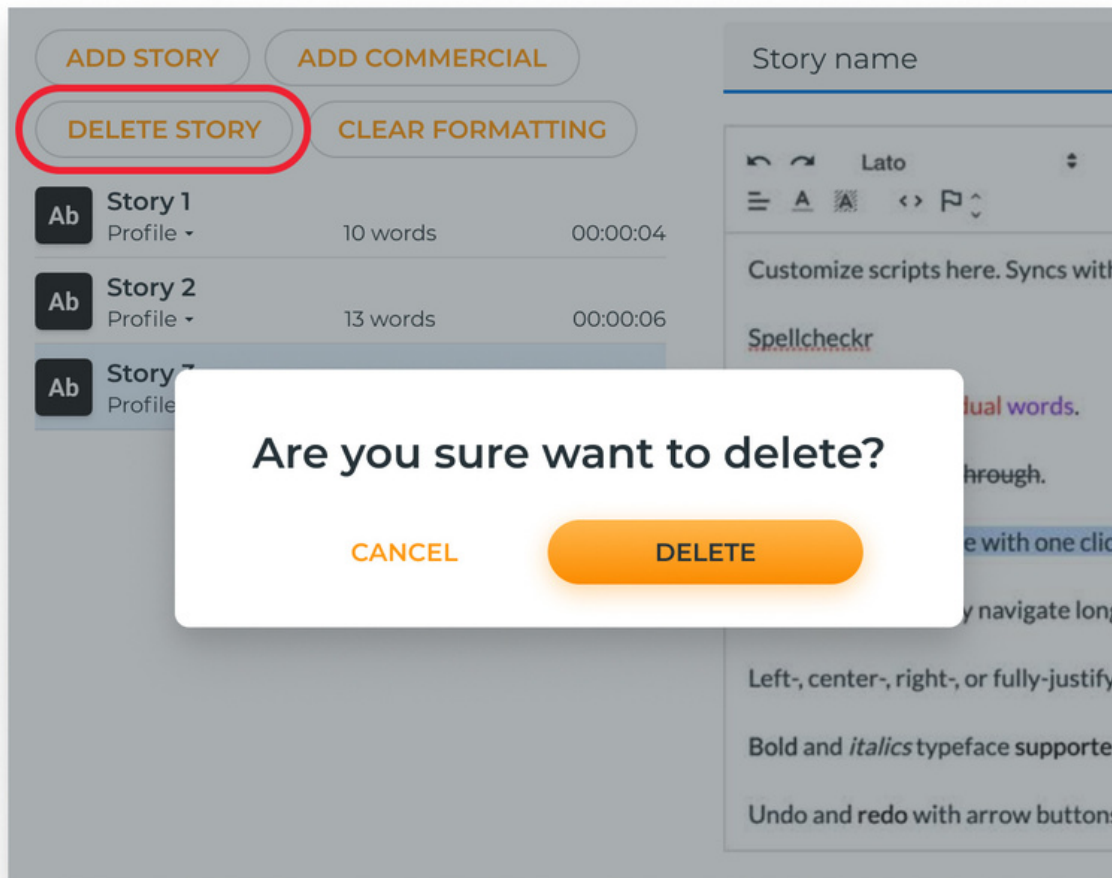 ADD STORY ADD COMMERCIAL
DELETE STORY CLEAR FORMATTING
Ab Story 1
Profile 10 words 00:00:04
Ab Story 2
Profile 13 words 00:00:06
Ab Story
Profile
Are you sure want to delete?
CANCEL DELETE
Story name
Lato
Customize scripts here. Syncs with
Spellcheckr
dual words.
hrough.
e with one clic
y navigate long
Left-, center-, right-, or fully-justify
Bold and italics typeface supporte
Undo and redo with arrow buttons